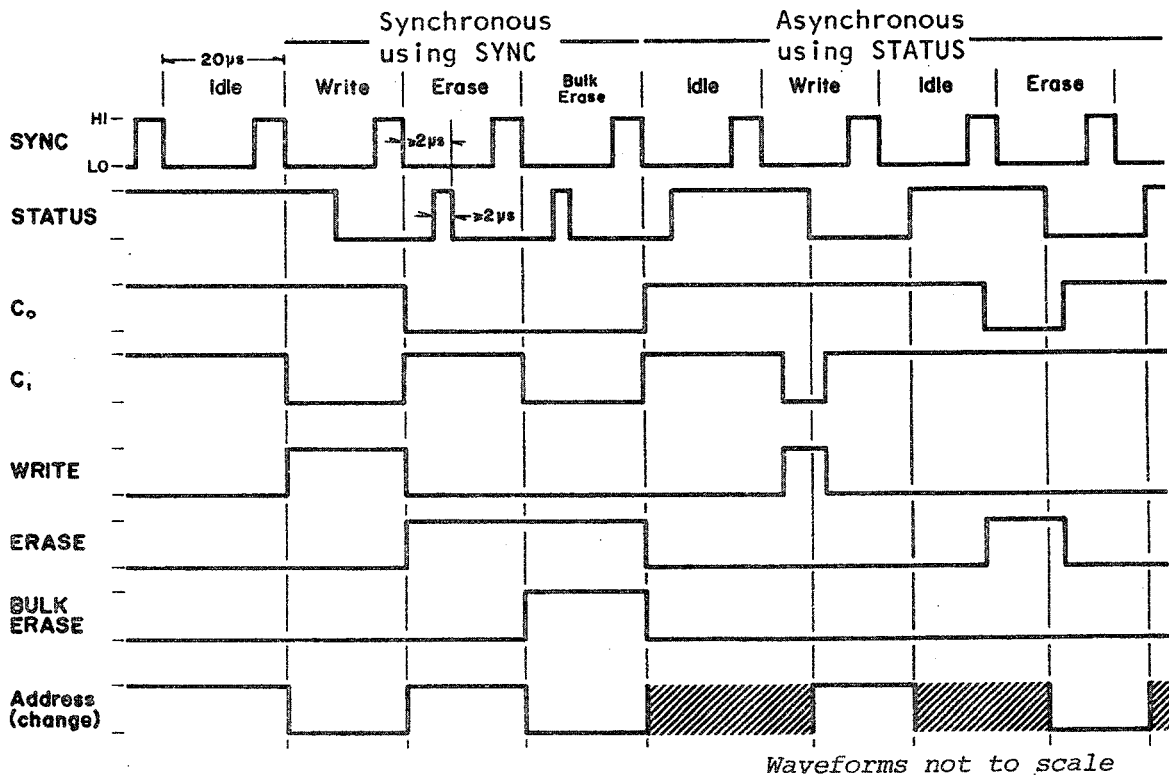 Synchronous
using SYNC
Asynchronous
using STATUS
20µs
Idle
Write
Erase
Bulk
Erase
Idle
Write
Idle
Erase
SYNC
HI
LO
≥2µs
STATUS
≥2µs
C₀
C₁
WRITE
ERASE
BULK
ERASE
Address
(change)
Waveforms not to scale